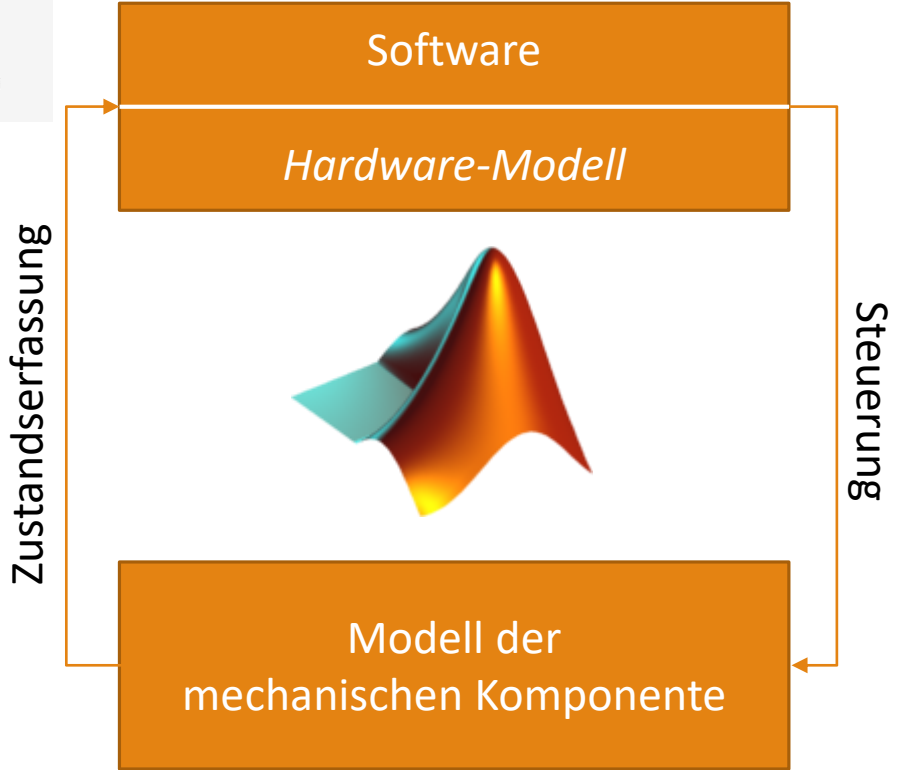 Software
Hardware-Modell
Zustandserfassung
Steuerung
Modell der
mechanischen Komponente